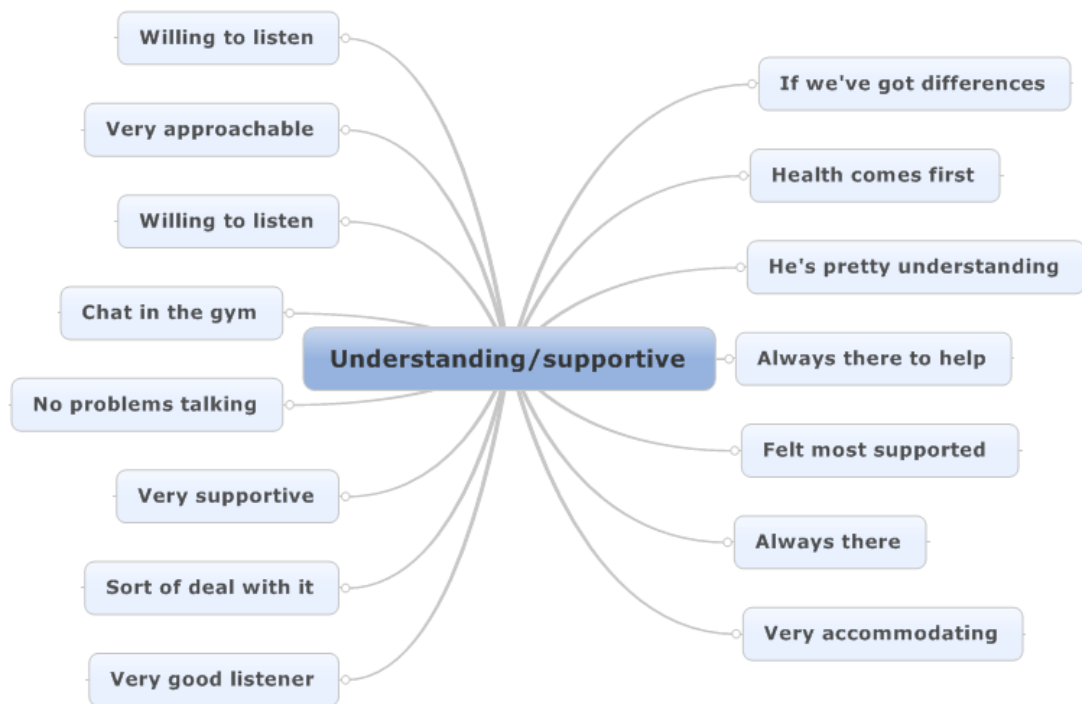 Willing to listen
Very approachable
Willing to listen
Chat in the gym
No problems talking
Very supportive
Sort of deal with it
Very good listener
Understanding/supportive
If we've got differences
Health comes first
He's pretty understanding
Always there to help
Felt most supported
Always there
Very accommodating